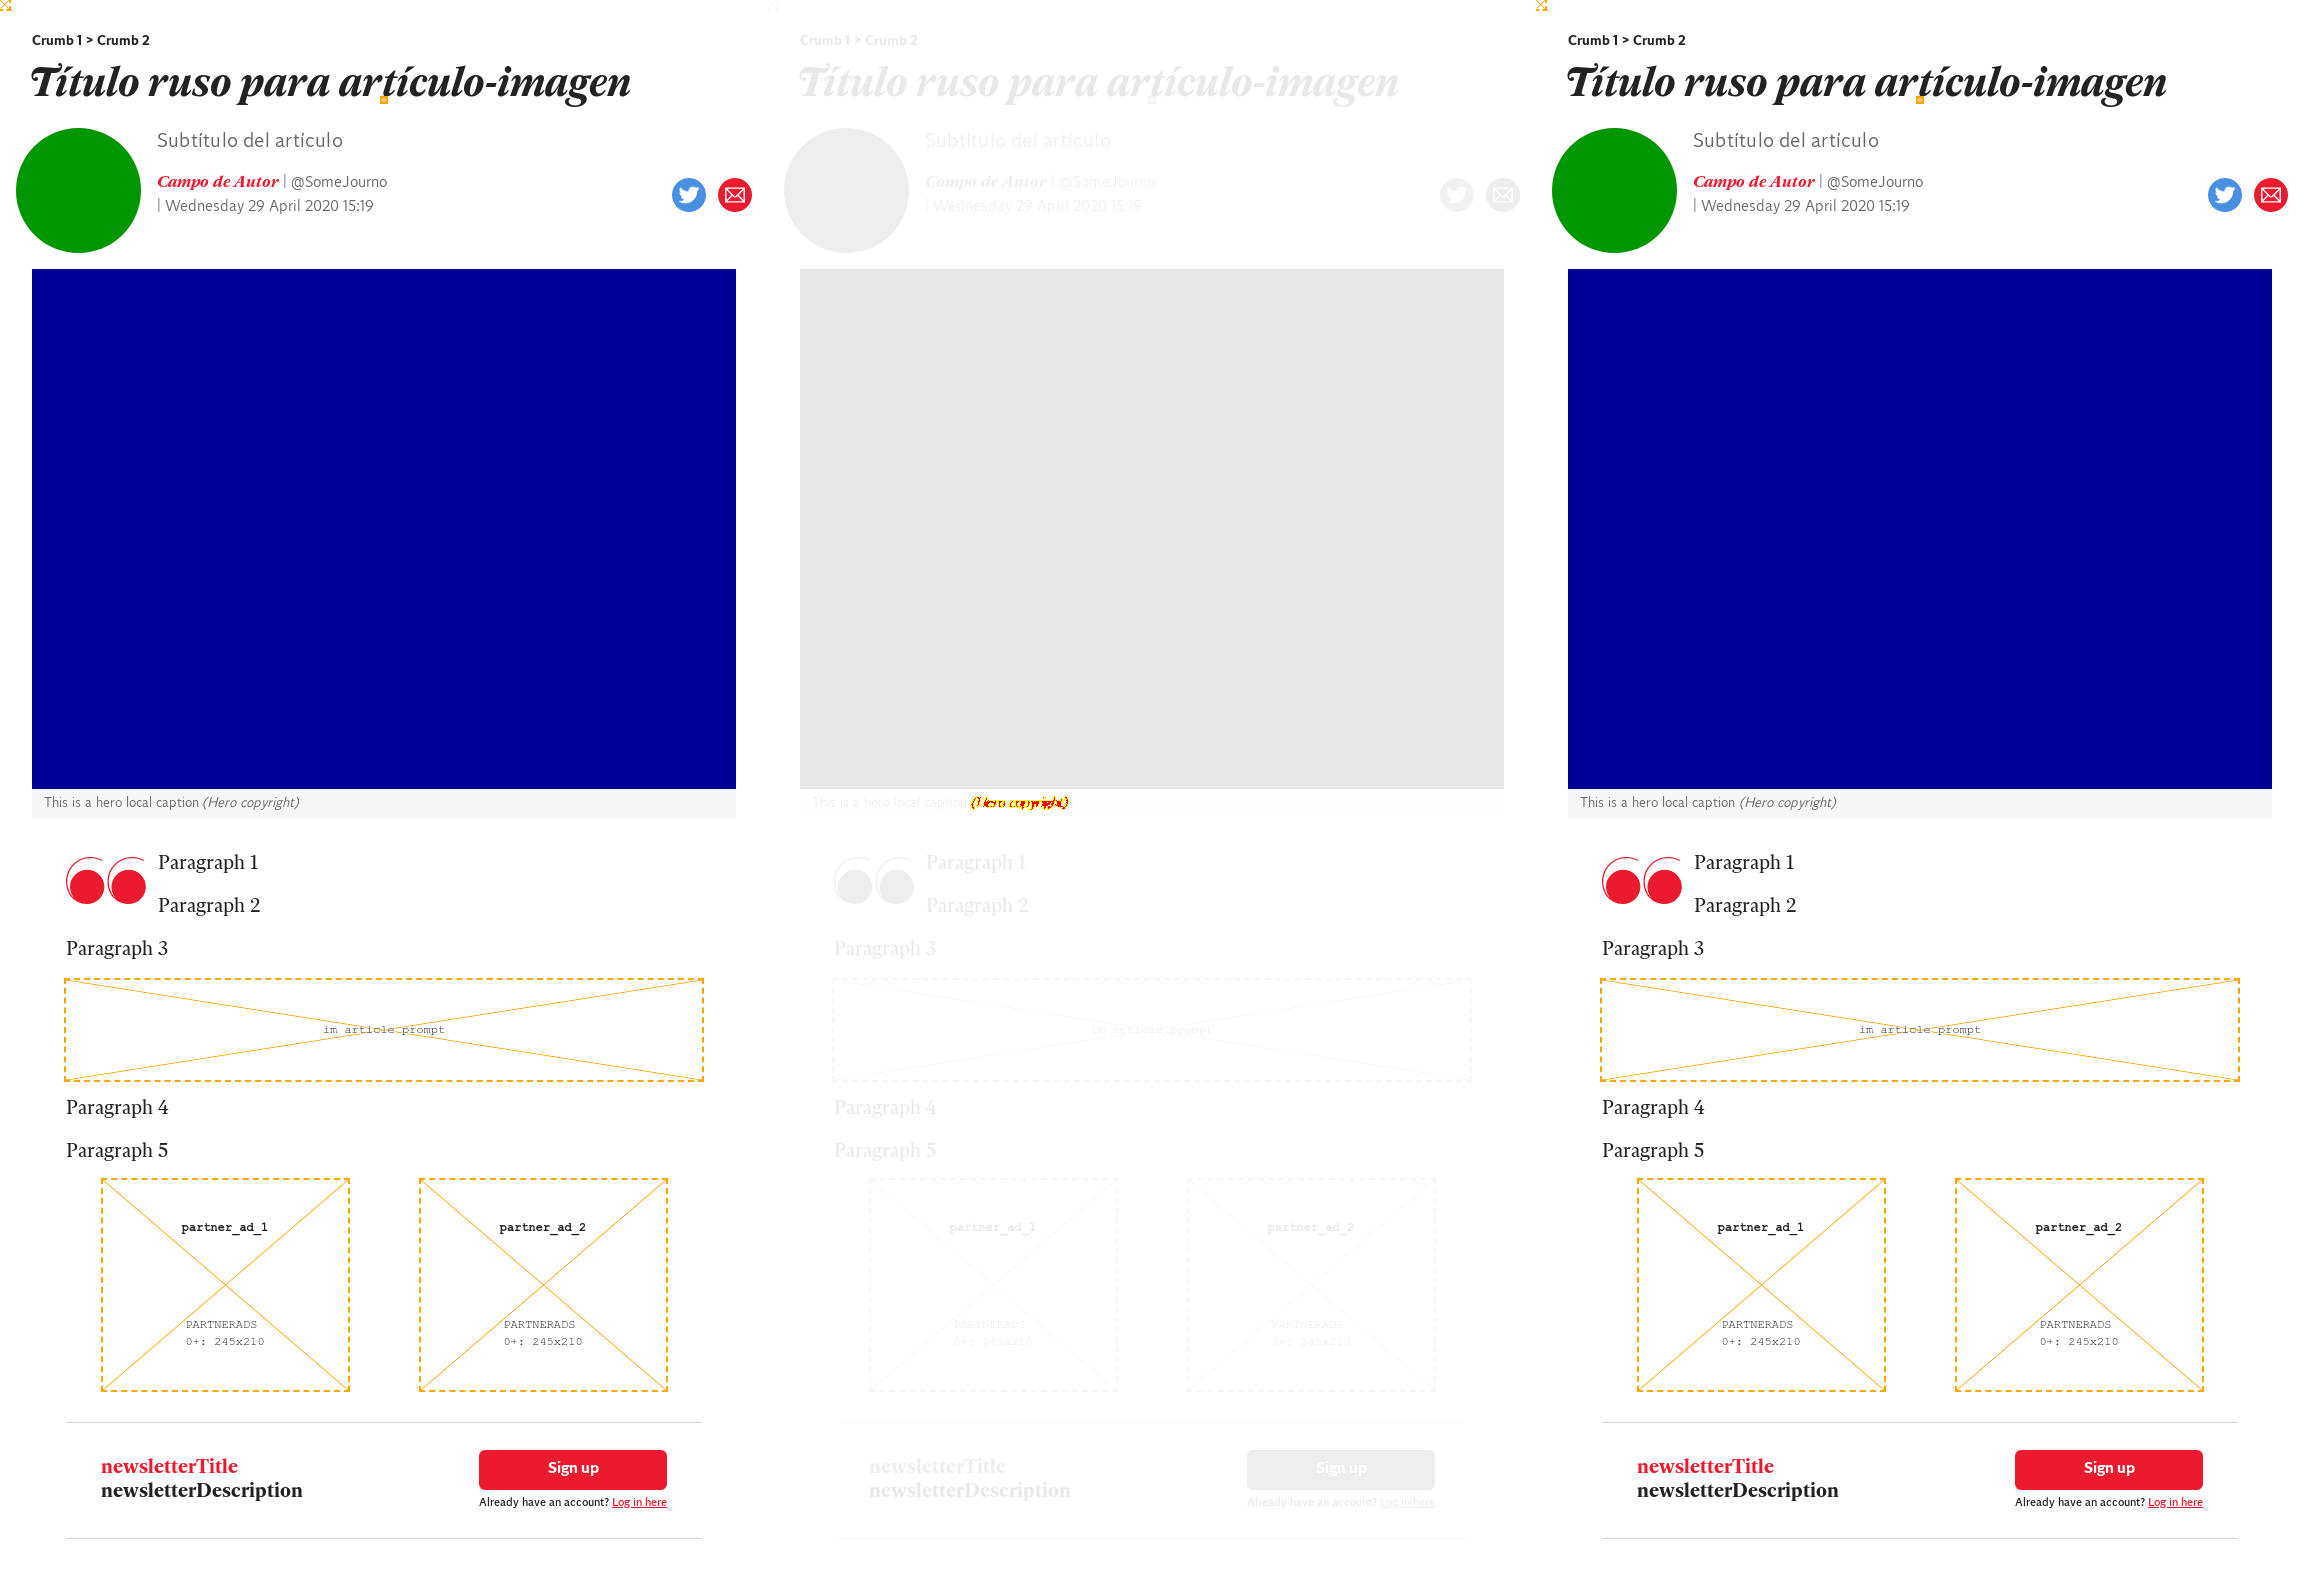 Crumb 1 > Crumb 2
Título ruso para artículo-imagen
Subtítulo del artículo
Campo de Autor | @SomeJourno
| Wednesday 29 April 2020 15:19
This is a hero local caption (Hero copyright)
Paragraph 1
Paragraph 2
Paragraph 3
im article prompt
Paragraph 4
Paragraph 5
partner_ad_1
PARTNERADS
0+: 245x210
partner_ad_2
PARTNERADS
0+: 245x210
newsletterTitle
newsletterDescription
Sign up
Already have an account? Log in here
Crumb 1 > Crumb 2
Título ruso para artículo-imagen
Subtítulo del artículo
Campo de Autor | @SomeJourno
| Wednesday 29 April 2020 15:19
This is a hero local caption (Hero copyright)
Paragraph 1
Paragraph 2
Paragraph 3
im article prompt
Paragraph 4
Paragraph 5
partner_ad_1
PARTNERADS
0+: 245x210
partner_ad_2
PARTNERADS
0+: 245x210
newsletterTitle
newsletterDescription
Sign up
Already have an account? Log in here
Crumb 1 > Crumb 2
Título ruso para artículo-imagen
Subtítulo del artículo
Campo de Autor | @SomeJourno
| Wednesday 29 April 2020 15:19
This is a hero local caption (Hero copyright)
Paragraph 1
Paragraph 2
Paragraph 3
im article prompt
Paragraph 4
Paragraph 5
partner_ad_1
PARTNERADS
0+: 245x210
partner_ad_2
PARTNERADS
0+: 245x210
newsletterTitle
newsletterDescription
Sign up
Already have an account? Log in here